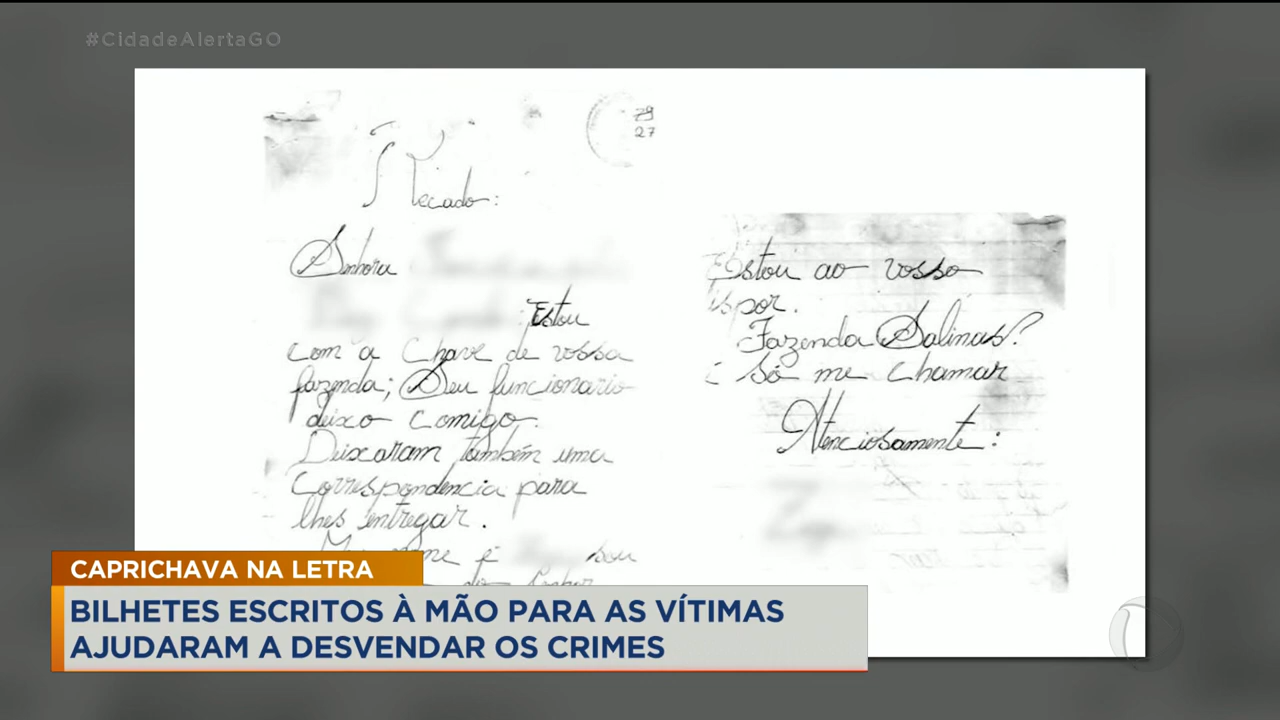 #CidadeAlertaGO
27
Recado:
Senhora
Estou
com a chave de vossa
fazenda; Seu funcionario
deixo comigo.
Deixaram também uma
correspondencia para
lhes entregar.
é sou
Estou ao vosso
ispor.
Fazenda Salinas?
é só me chamar
Atenciosamente:
CAPRICHAVA NA LETRA
BILHETES ESCRITOS À MÃO PARA AS VÍTIMAS
AJUDARAM A DESVENDAR OS CRIMES